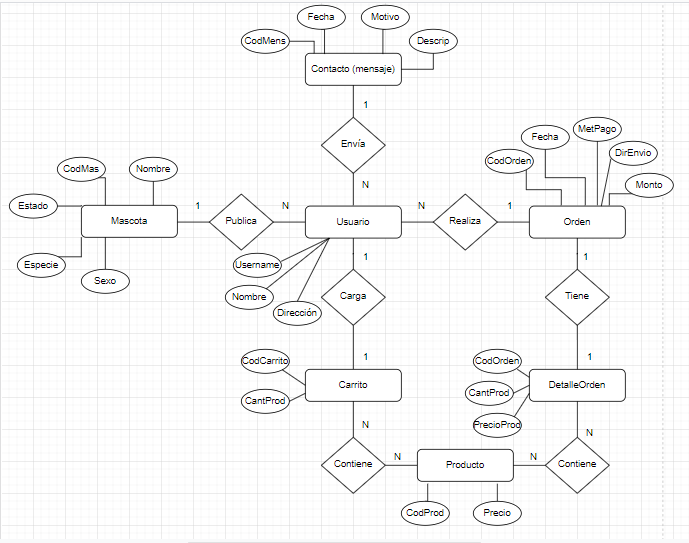 Fecha
Motivo
CodMens
Descrip
Contacto (mensaje)
1
Envía
N
MetPago
Fecha
DirEnvio
CodOrden
Monto
CodMas
Nombre
Estado
Mascota
1
Publica
N
Usuario
N
Realiza
1
Orden
Especie
Sexo
Username
Nombre
Dirección
1
Carga
1
1
Tiene
1
CodCarrito
CantProd
Carrito
CodOrden
CantProd
PrecioProd
DetalleOrden
N
Contiene
N
Producto
N
Contiene
N
CodProd
Precio